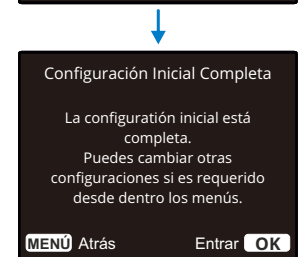 Configuración Inicial Completa
La configuratión inicial está
completa.
Puedes cambiar otras
configuraciones si es requerido
desde dentro los menús.
MENÚ Atrás Entrar OK